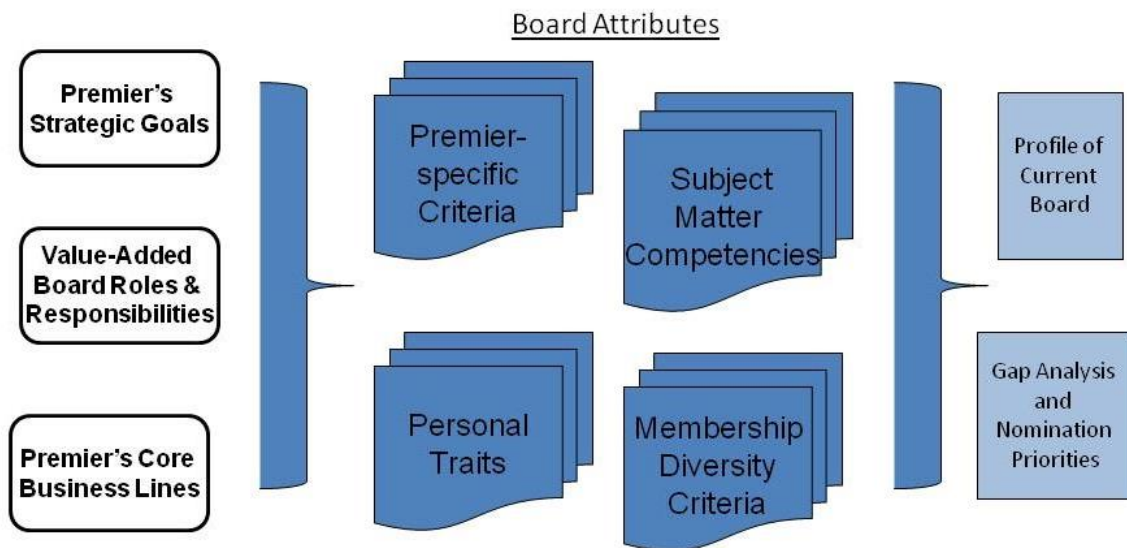 Board Attributes
Premier’s
Strategic Goals
Value-Added
Board Roles &
Responsibilities
Premier’s Core
Business Lines
Premier-
specific
Criteria
Subject
Matter
Competencies
Personal
Traits
Membership
Diversity
Criteria
Profile of
Current
Board
Gap Analysis
and
Nomination
Priorities